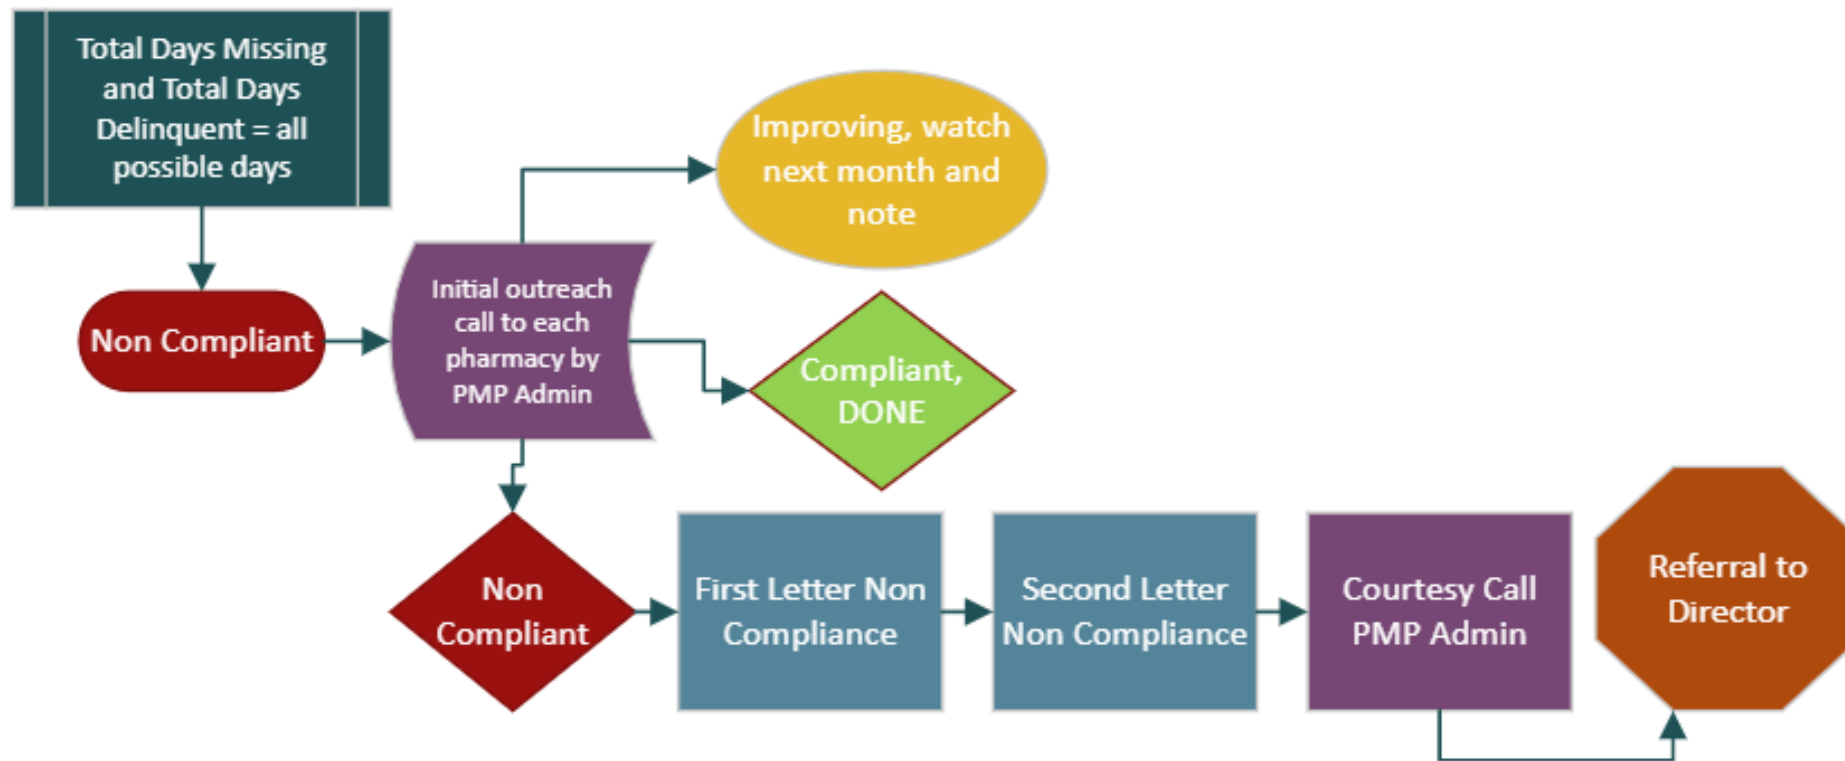 Total Days Missing
and Total Days
Delinquent = all
possible days
Improving, watch
next month and
note
Non Compliant
Initial outreach
call to each
pharmacy by
PMP Admin
Compliant,
DONE
Non
Compliant
First Letter Non
Compliance
Second Letter
Non Compliance
Courtesy Call
PMP Admin
Referral to
Director